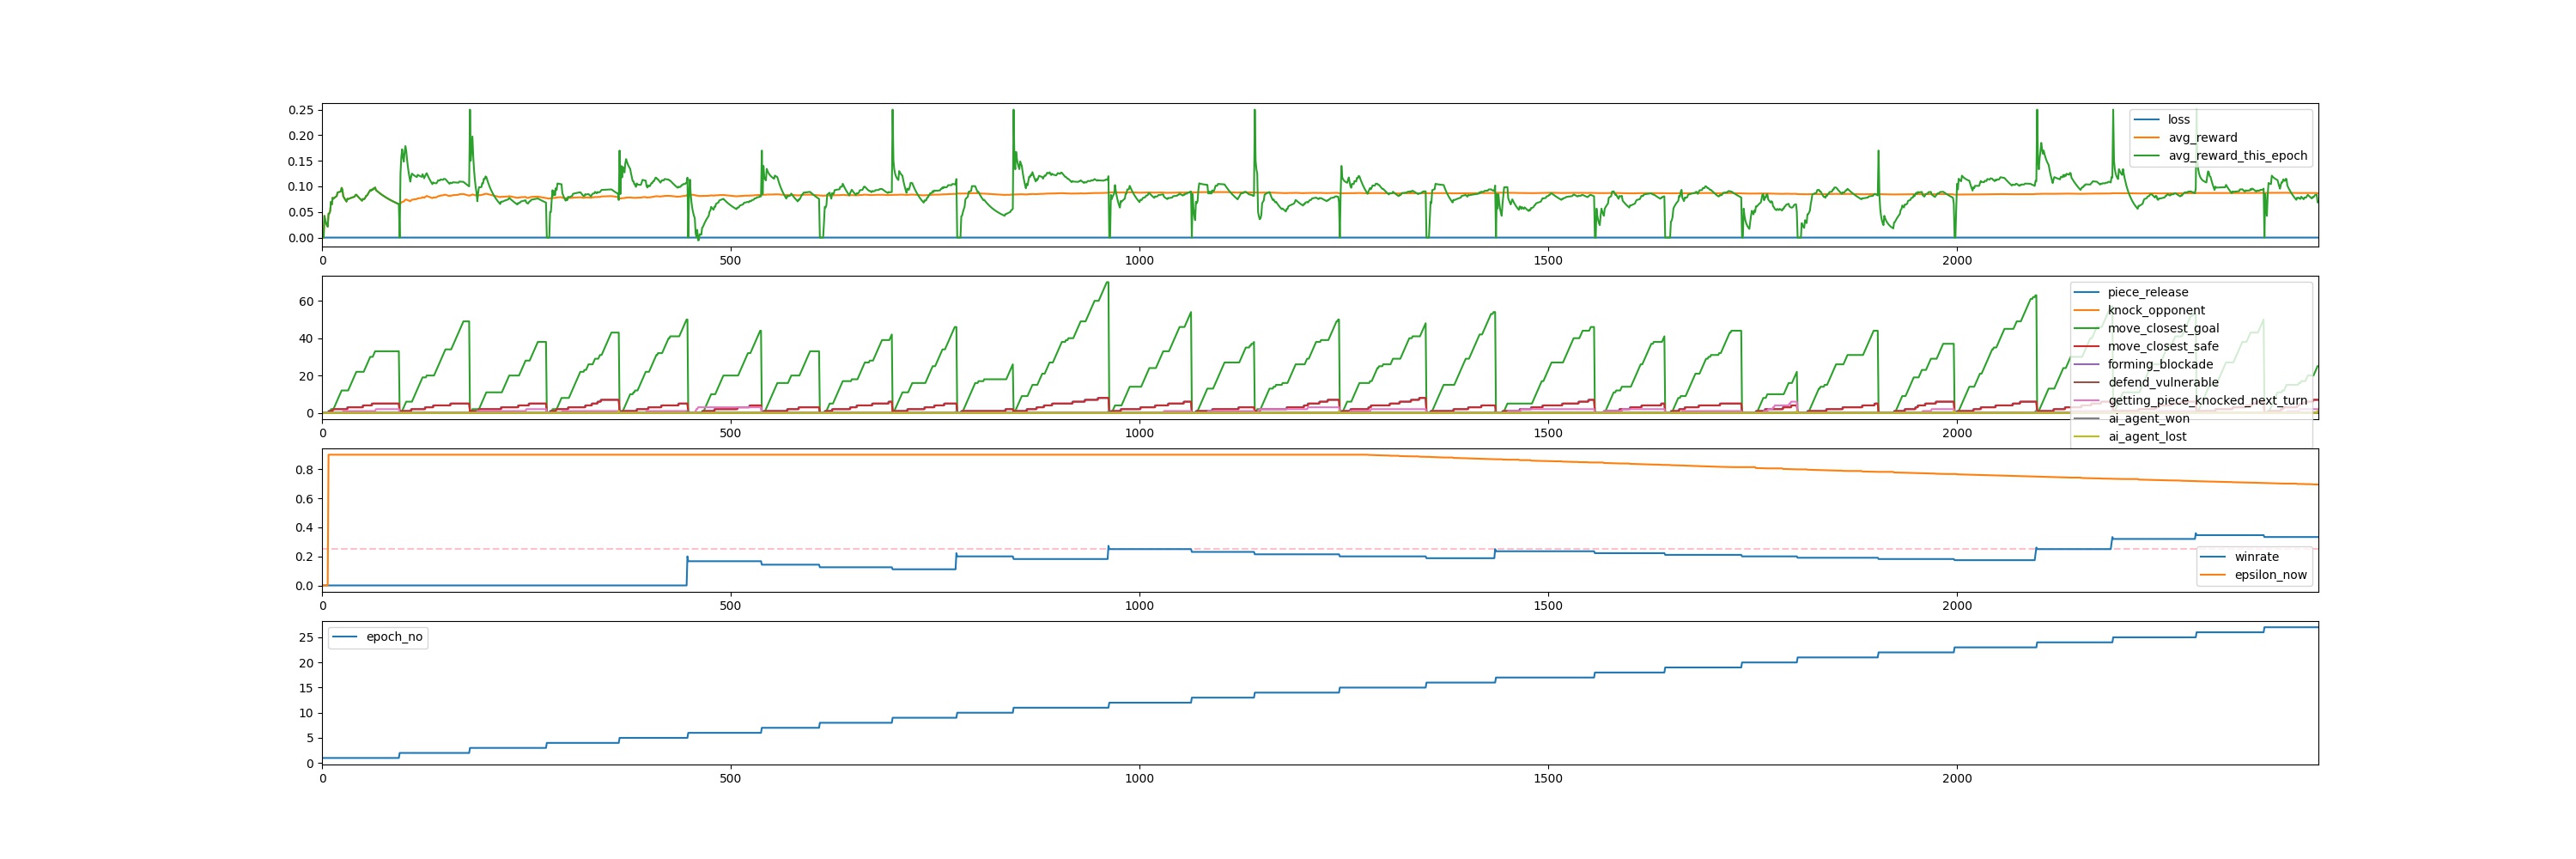 0.25
0.20
0.15
0.10
0.05
0.00
loss
avg_reward
avg_reward_this_epoch
0 500 1000 1500 2000
60
40
20
0
piece_release
knock_opponent
move_closest_goal
move_closest_safe
forming_blockade
defend_vulnerable
getting_piece_knocked_next_turn
ai_agent_won
ai_agent_lost
0 500 1000 1500 2000
0.8
0.6
0.4
0.2
0.0
winrate
epsilon_now
0 500 1000 1500 2000
25
20
15
10
5
0
epoch_no
0 500 1000 1500 2000